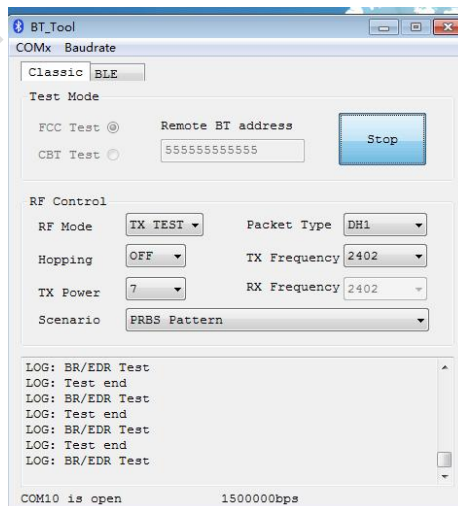 BT_Tool
COMx Baudrate
Classic BLE
Test Mode
FCC Test Remote BT address
CBT Test 555555555555 Stop
RF Control
RF Mode TX TEST Packet Type DH1
Hopping OFF TX Frequency 2402
TX Power 7 RX Frequency 2402
Scenario PRBS Pattern
LOG: BR/EDR Test
LOG: Test end
LOG: BR/EDR Test
LOG: Test end
LOG: BR/EDR Test
LOG: Test end
LOG: BR/EDR Test
COM10 is open 1500000bps